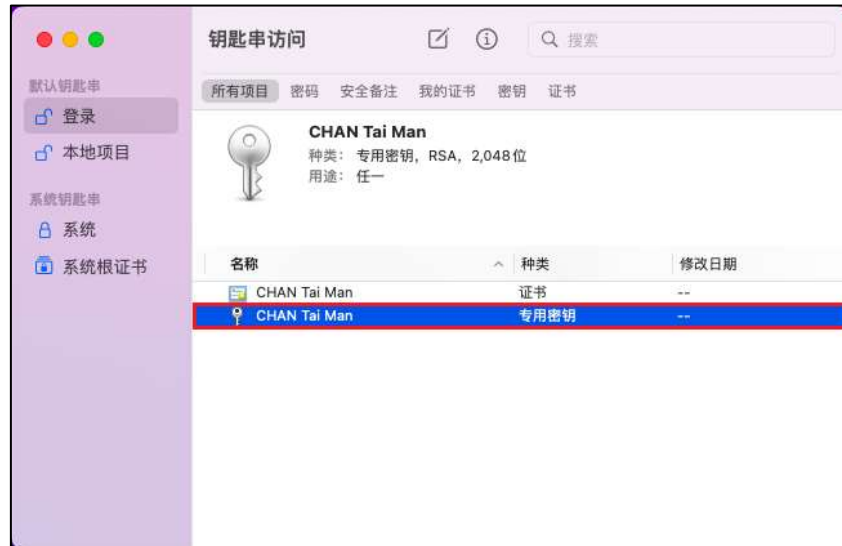 钥匙串访问
搜索
默认钥匙串
登录
本地项目
系统钥匙串
系统
系统根证书
所有项目 密码 安全备注 我的证书 密钥 证书
CHAN Tai Man
种类： 专用密钥，RSA，2,048位
用途： 任一
名称 种类 修改日期
CHAN Tai Man 证书 --
CHAN Tai Man 专用密钥 --